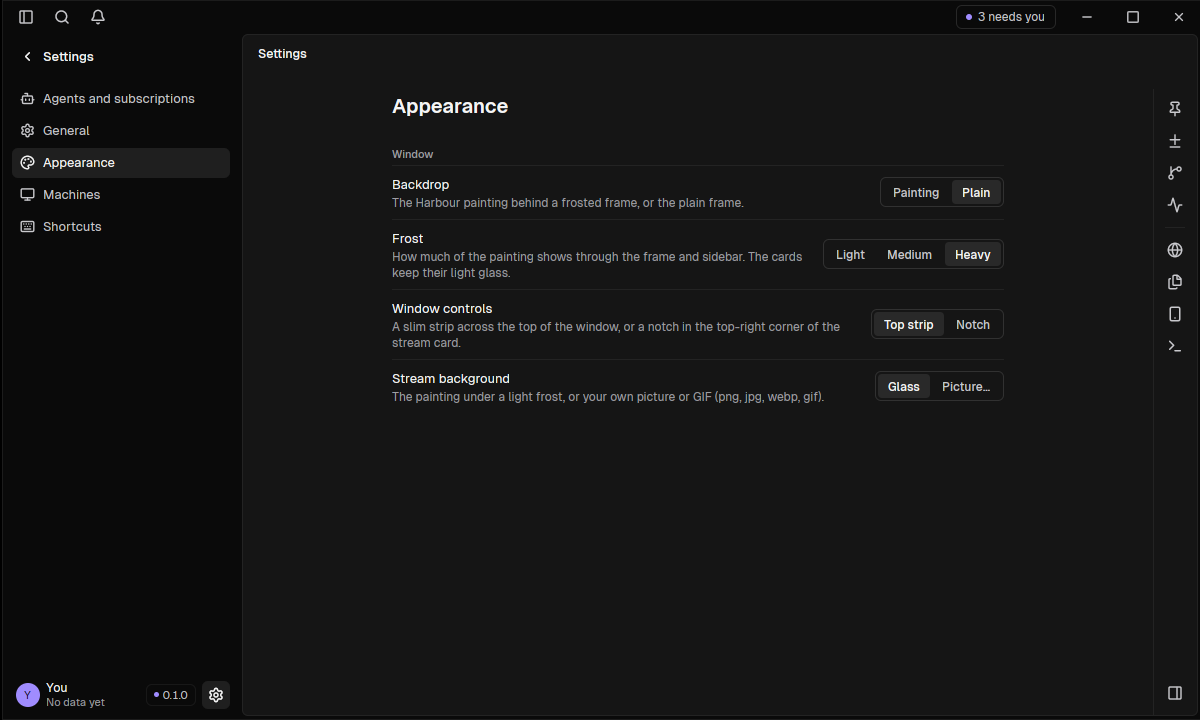 3 needs you
Settings
Agents and subscriptions
General
Appearance
Machines
Shortcuts
Settings
Appearance
Window
Backdrop
The Harbour painting behind a frosted frame, or the plain frame.
Painting Plain
Frost
How much of the painting shows through the frame and sidebar. The cards
keep their light glass.
Light Medium Heavy
Window controls
A slim strip across the top of the window, or a notch in the top-right corner of the
stream card.
Top strip Notch
Stream background
The painting under a light frost, or your own picture or GIF (png, jpg, webp, gif).
Glass Picture...
Y
You
No data yet
0.1.0